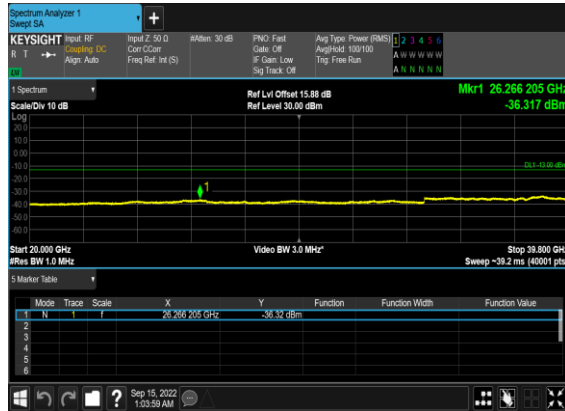 Spectrum Analyzer 1
Swept SA
+
KEYSIGHT Input: RF Input Z: 50 Ω #Atten: 30 dB PNO: Fast Avg Type: Power (RMS) 1 2 3 4 5 6
R T Coupling: DC Corr CCorr Gate: Off Avg|Hold: 100/100 A W W W W W
Align: Auto Freq Ref: Int (S) IF Gain: Low Trig: Free Run
Sig Track: Off A N N N N N
1 Spectrum
Scale/Div 10 dB Ref Lvl Offset 15.88 dB Mkr1 26.266 205 GHz
Ref Level 30.00 dBm -36.317 dBm
Log
20.0
10.0
0.00
-10.0 DL1 -13.00 dBm
-20.0
-30.0 1
-40.0
-50.0
-60.0
Start 20.000 GHz Video BW 3.0 MHz* Stop 39.800 GHz
#Res BW 1.0 MHz Sweep ~39.2 ms (40001 pts)
5 Marker Table
Mode Trace Scale X Y Function Function Width Function Value
1 N 1 f 26.266 205 GHz -36.32 dBm
2
3
4
5
6
? Sep 15, 2022
1:03:59 AM